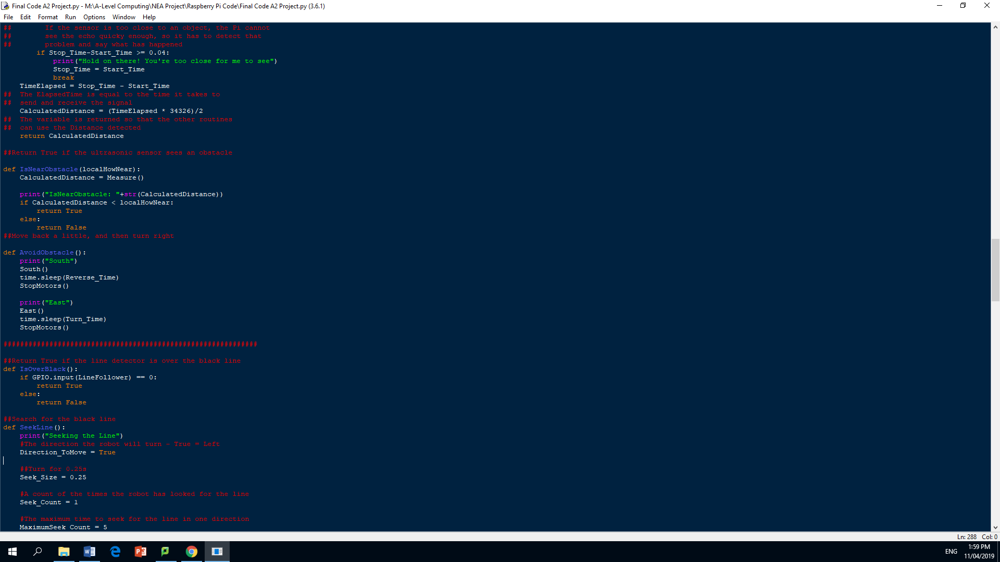 Final Code A2 Project.py - M:\A-Level Computing\NEA Project\Raspberry Pi Code\Final Code A2 Project.py (3.6.1)
File Edit Format Run Options Window Help
##        If the sensor is too close to an object, the Pi cannot
##        see the echo quicky enough, so it has to detect that
##        problem and say what has happened
        if Stop_Time-Start_Time >= 0.04:
            print("Hold on there! You're too close for me to see")
            Stop_Time = Start_Time
            break
    TimeElapsed = Stop_Time - Start_Time
##  The ElapsedTime is equal to the time it takes to
##  send and receive the signal
    CalculatedDistance = (TimeElapsed * 34326)/2
##  The variable is returned so that the other routines
##  can use the Distance detected
    return CalculatedDistance
##Return True if the ultrasonic sensor sees an obstacle
def IsNearObstacle(localHowNear):
    CalculatedDistance = Measure()
    print("IsNearObstacle: "+str(CalculatedDistance))
    if CalculatedDistance < localHowNear:
        return True
    else:
        return False
##Move back a little, and then turn right
def AvoidObstacle():
    print("South")
    South()
    time.sleep(Reverse_Time)
    StopMotors()
    print("East")
    East()
    time.sleep(Turn_Time)
    StopMotors()
#############################################################
##Return True if the line detector is over the black line
def IsOverBlack():
    if GPIO.input(LineFollower) == 0:
        return True
    else:
        return False
##Search for the black line
def SeekLine():
    print("Seeking the Line")
    #The direction the robot will turn - True = Left
    Direction_ToMove = True
    ##Turn for 0.25s
    Seek_Size = 0.25
    #A count of the times the robot has looked for the line
    Seek_Count = 1
    #The maximum time to seek for the line in one direction
    MaximumSeek_Count = 5
Ln: 288 Col: 0
ENG
1:59 PM
11/04/2019